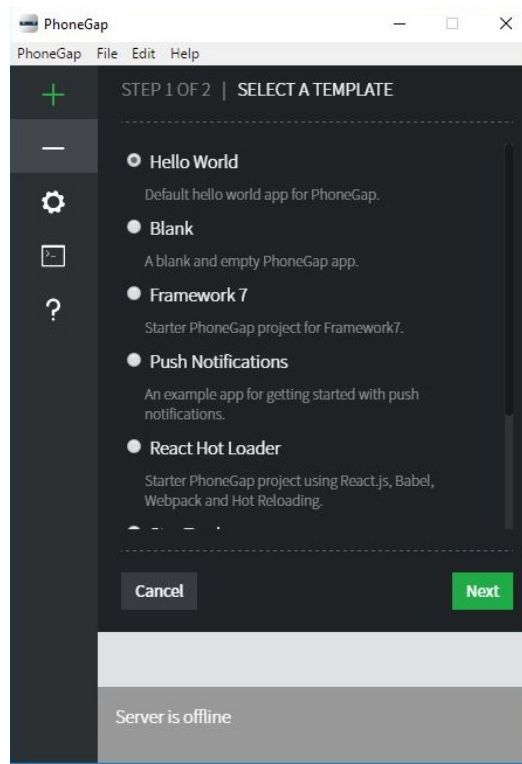 PhoneGap
PhoneGap File Edit Help
STEP 1 OF 2 | SELECT A TEMPLATE
Hello World
Default hello world app for PhoneGap.
Blank
A blank and empty PhoneGap app.
Framework 7
Starter PhoneGap project for Framework7.
Push Notifications
An example app for getting started with push
notifications.
React Hot Loader
Starter PhoneGap project using React.js, Babel,
Webpack and Hot Reloading.
Cancel
Next
Server is offline